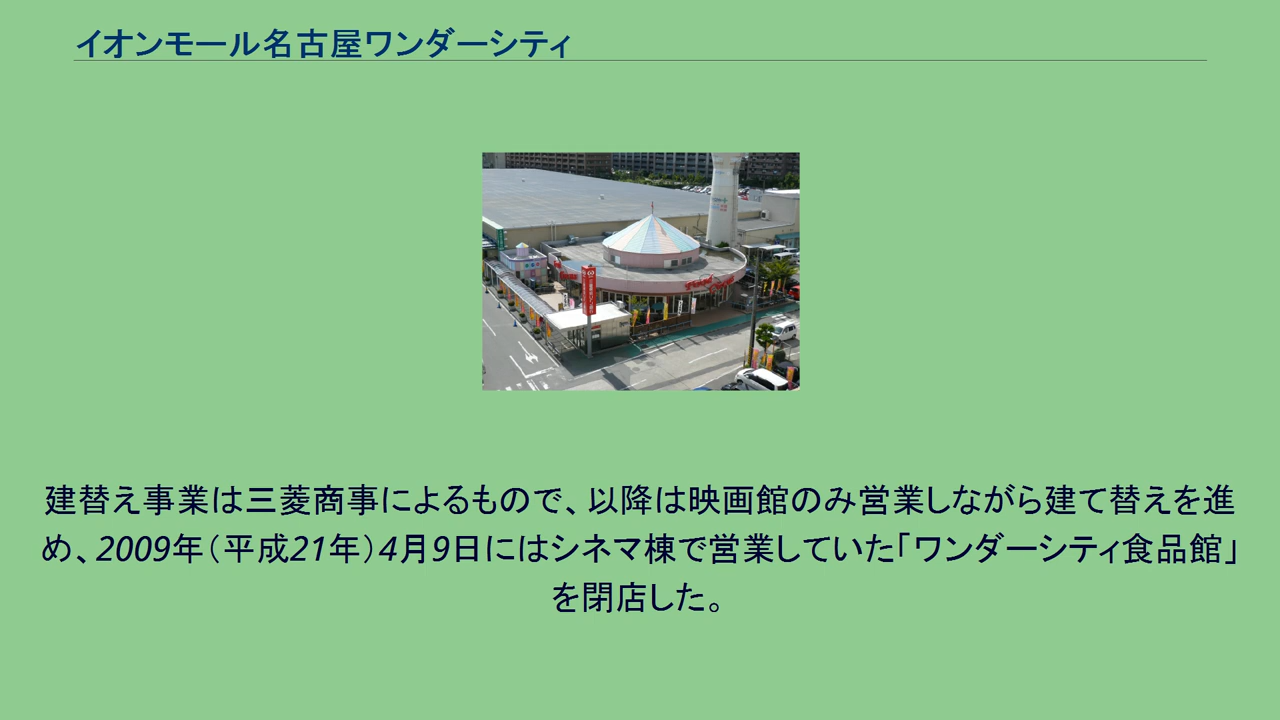 イオンモール名古屋ワンダーシティ
建替え事業は三菱商事によるもので、以降は映画館のみ営業しながら建て替えを進
め、2009年（平成21年）4月9日にはシネマ棟で営業していた「ワンダーシティ食品館」
を閉店した。